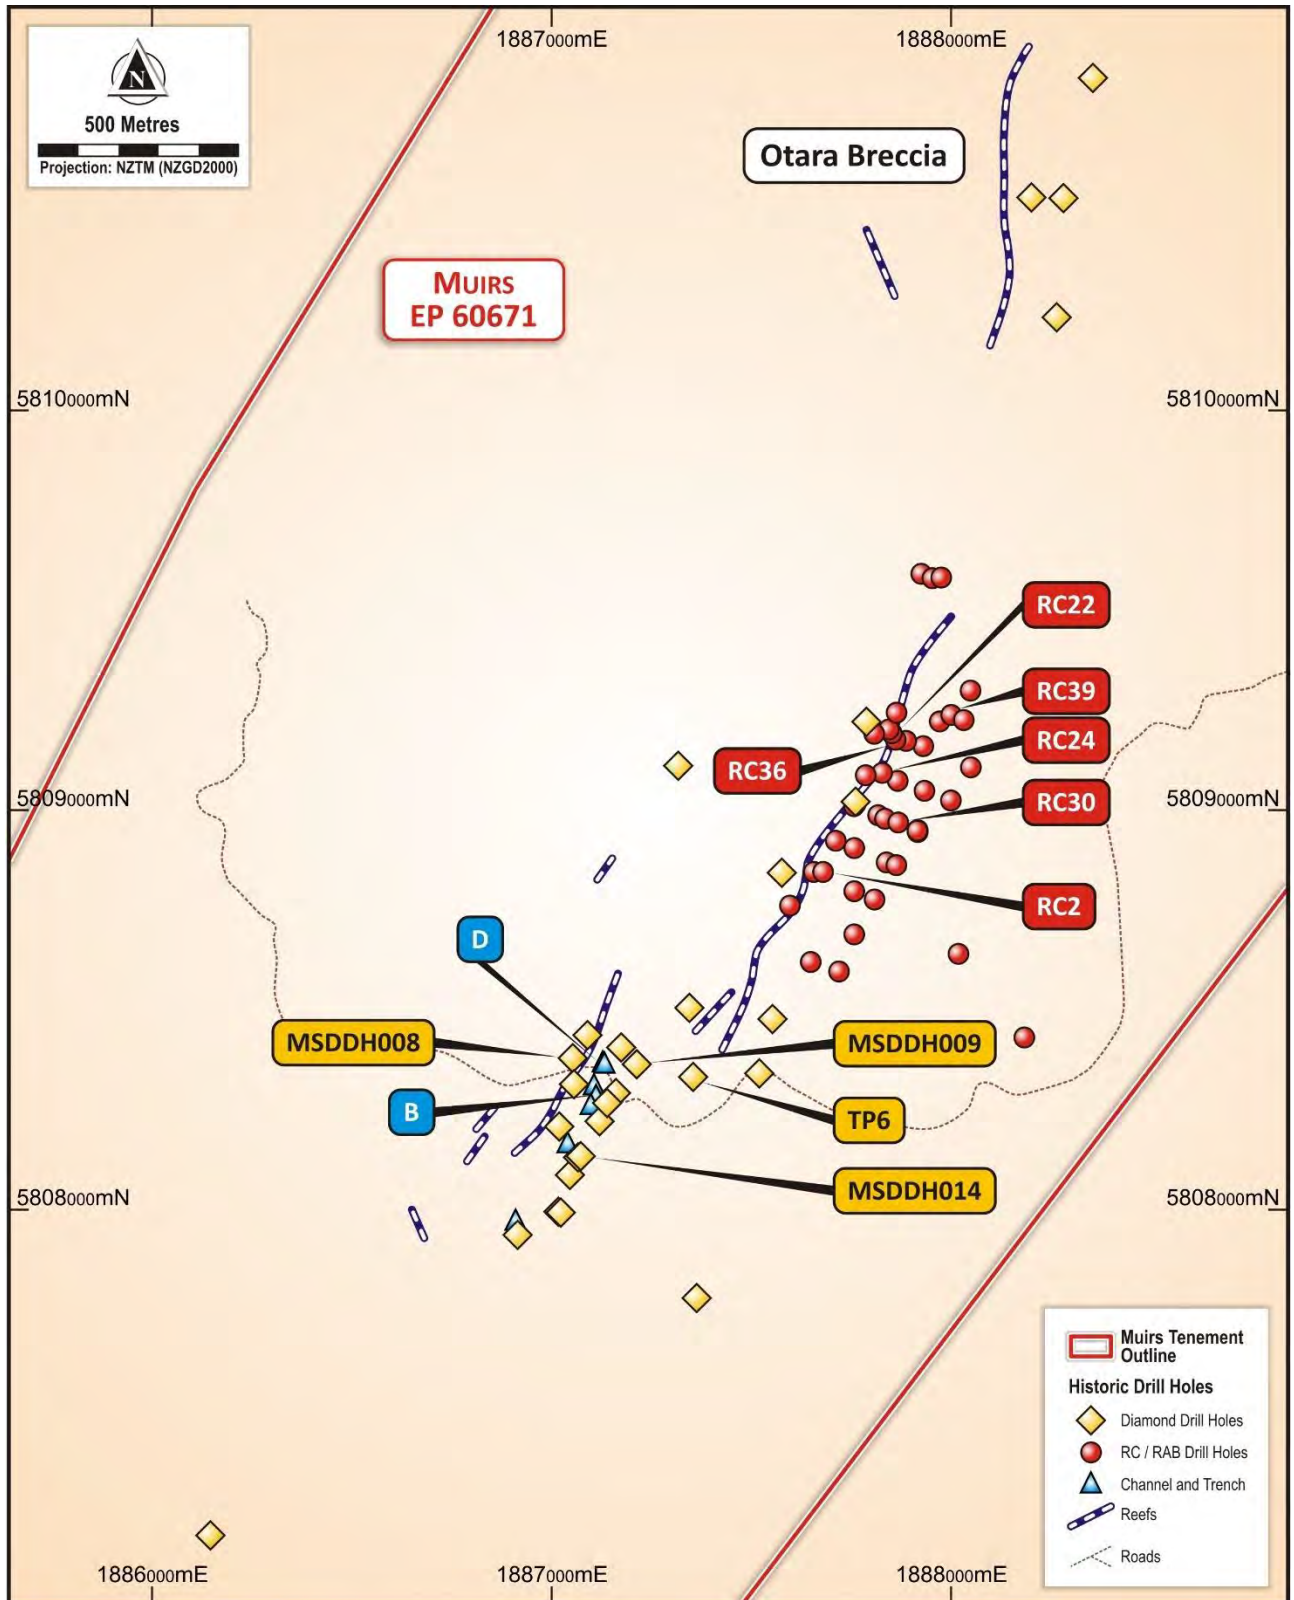 1887000mE
1888000mE
N
500 Metres
Projection: NZTM (NZGD2000)
Otara Breccia
MUIRS
EP 60671
5810000mN
5810000mN
RC22
RC39
RC24
RC36
5809000mN
5809000mN
RC30
RC2
D
MSDDH008
MSDDH009
B
TP6
MSDDH014
5808000mN
5808000mN
Muirs Tenement
Outline
Historic Drill Holes
Diamond Drill Holes
RC / RAB Drill Holes
Channel and Trench
Reefs
Roads
1886000mE
1887000mE
1888000mE